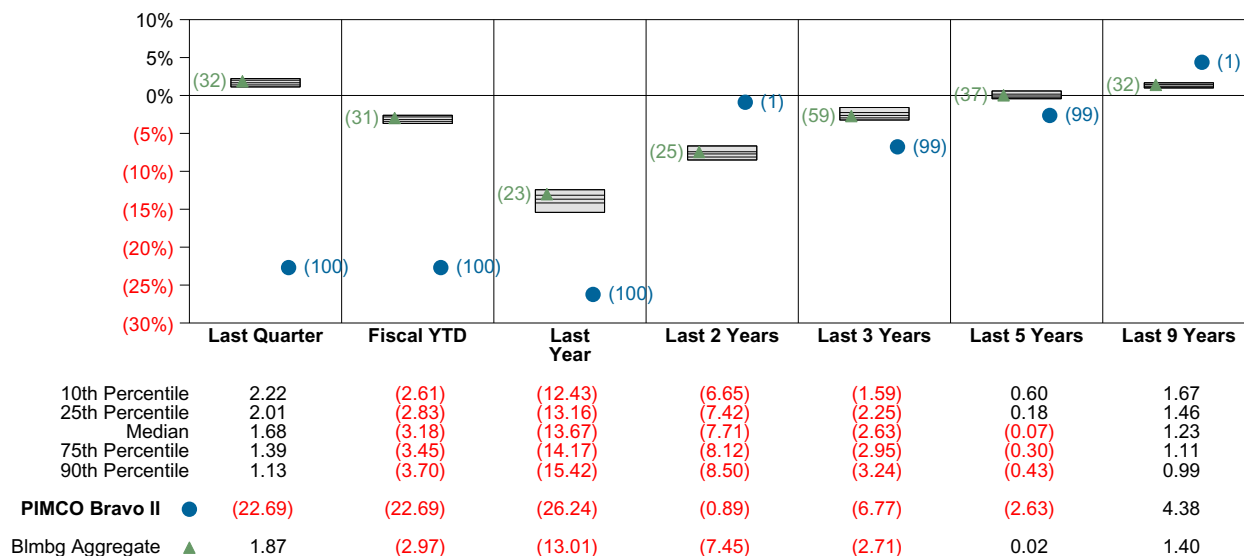 10%
5%
0%
(5%)
(10%)
(15%)
(20%)
(25%)
(30%)
(32) (31) (23) (25) (59) (37) (32)
(100) (100) (100) (1) (99) (99) (1)
Last Quarter Fiscal YTD Last Year Last 2 Years Last 3 Years Last 5 Years Last 9 Years
10th Percentile 2.22 (2.61) (12.43) (6.65) (1.59) 0.60 1.67
25th Percentile 2.01 (2.83) (13.16) (7.42) (2.25) 0.18 1.46
Median 1.68 (3.18) (13.67) (7.71) (2.63) (0.07) 1.23
75th Percentile 1.39 (3.45) (14.17) (8.12) (2.95) (0.30) 1.11
90th Percentile 1.13 (3.70) (15.42) (8.50) (3.24) (0.43) 0.99
PIMCO Bravo II (22.69) (22.69) (26.24) (0.89) (6.77) (2.63) 4.38
Blmbg Aggregate 1.87 (2.97) (13.01) (7.45) (2.71) 0.02 1.40